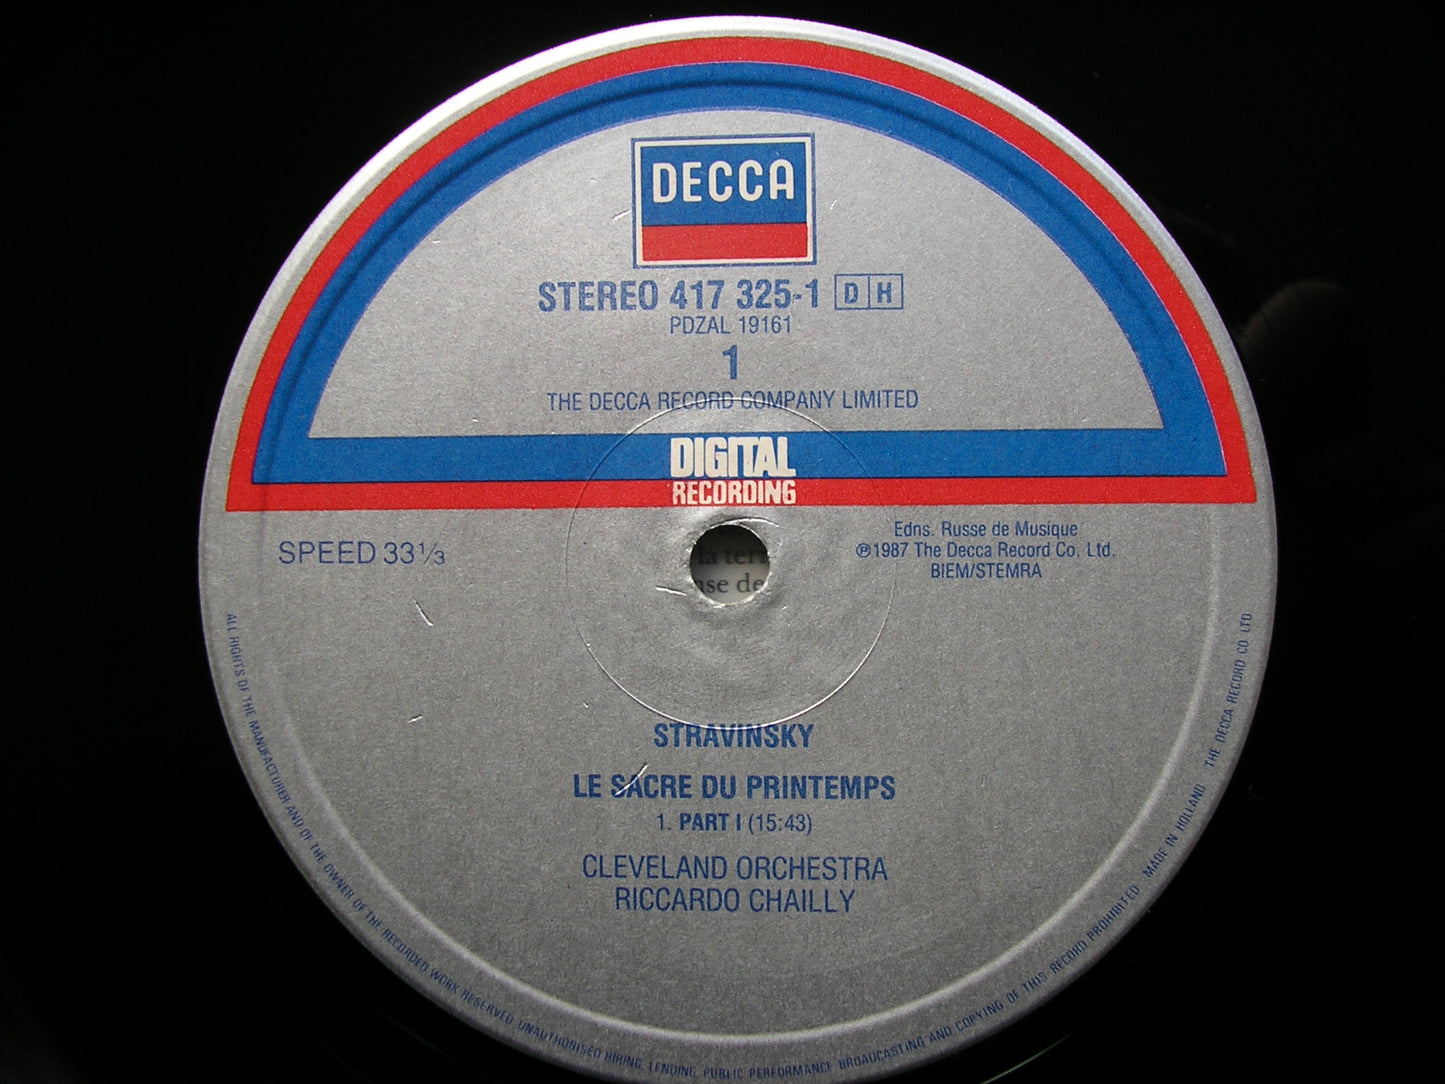 DECCA
STEREO 417 325-1 D H
PDZAL 19161
1
THE DECCA RECORD COMPANY LIMITED
DIGITAL
RECORDING
SPEED 33⅓
Edns. Russe de Musique
℗1987 The Decca Record Co. Ltd.
BIEM/STEMRA
la
de
STRAVINSKY
LE SACRE DU PRINTEMPS
1. PART I (15:43)
CLEVELAND ORCHESTRA
RICCARDO CHAILLY
ALL RIGHTS OF THE MANUFACTURER AND OF THE OWNER OF THE RECORDED WORK RESERVED. UNAUTHORISED HIRING, LENDING, PUBLIC PERFORMANCE BROADCASTING AND COPYING OF THIS RECORD PROHIBITED MADE IN HOLLAND THE DECCA RECORD CO LTD